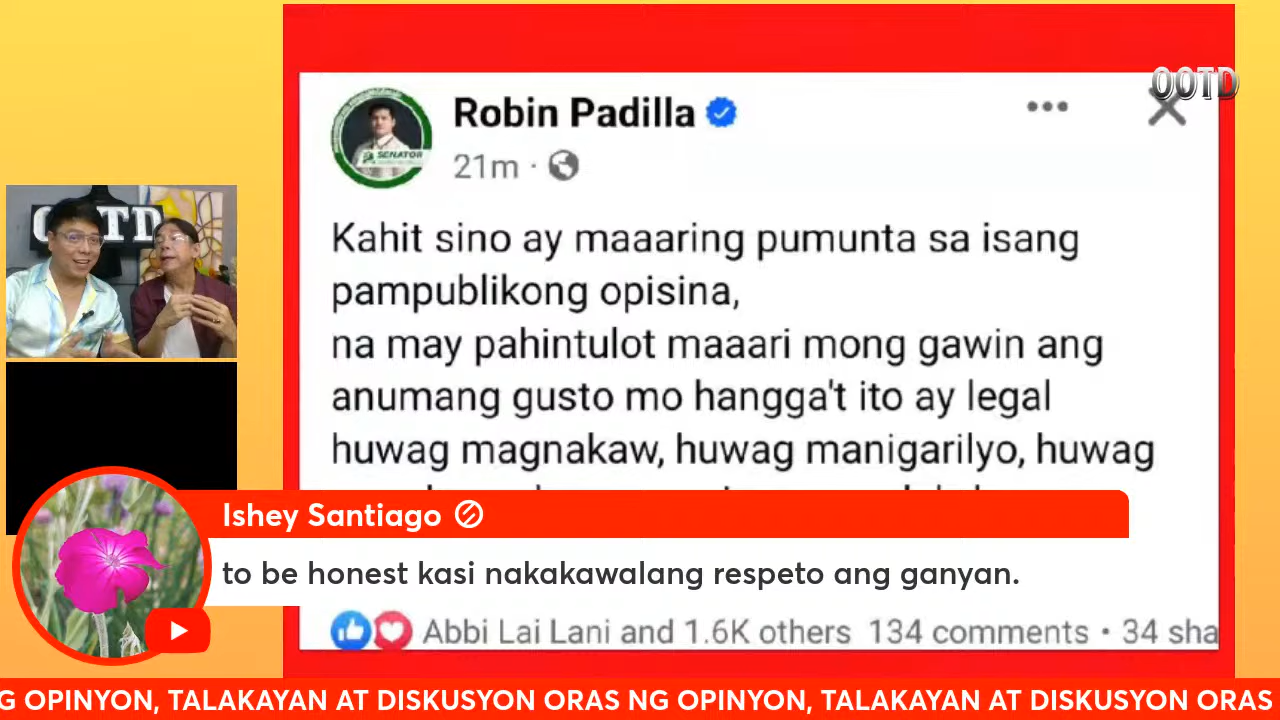 OOTD
Robin Padilla
21m ·
SENATOR
Kahit sino ay maaaring pumunta sa isang
pampublikong opisina,
na may pahintulot maaari mong gawin ang
anumang gusto mo hangga't ito ay legal
huwag magnakaw, huwag manigarilyo, huwag
Ishey Santiago
to be honest kasi nakakawalang respeto ang ganyan.
Abbi Lai Lani and 1.6K others 134 comments • 34 sha
G OPINYON, TALAKAYAN AT DISKUSYON ORAS NG OPINYON, TALAKAYAN AT DISKUSYON ORAS